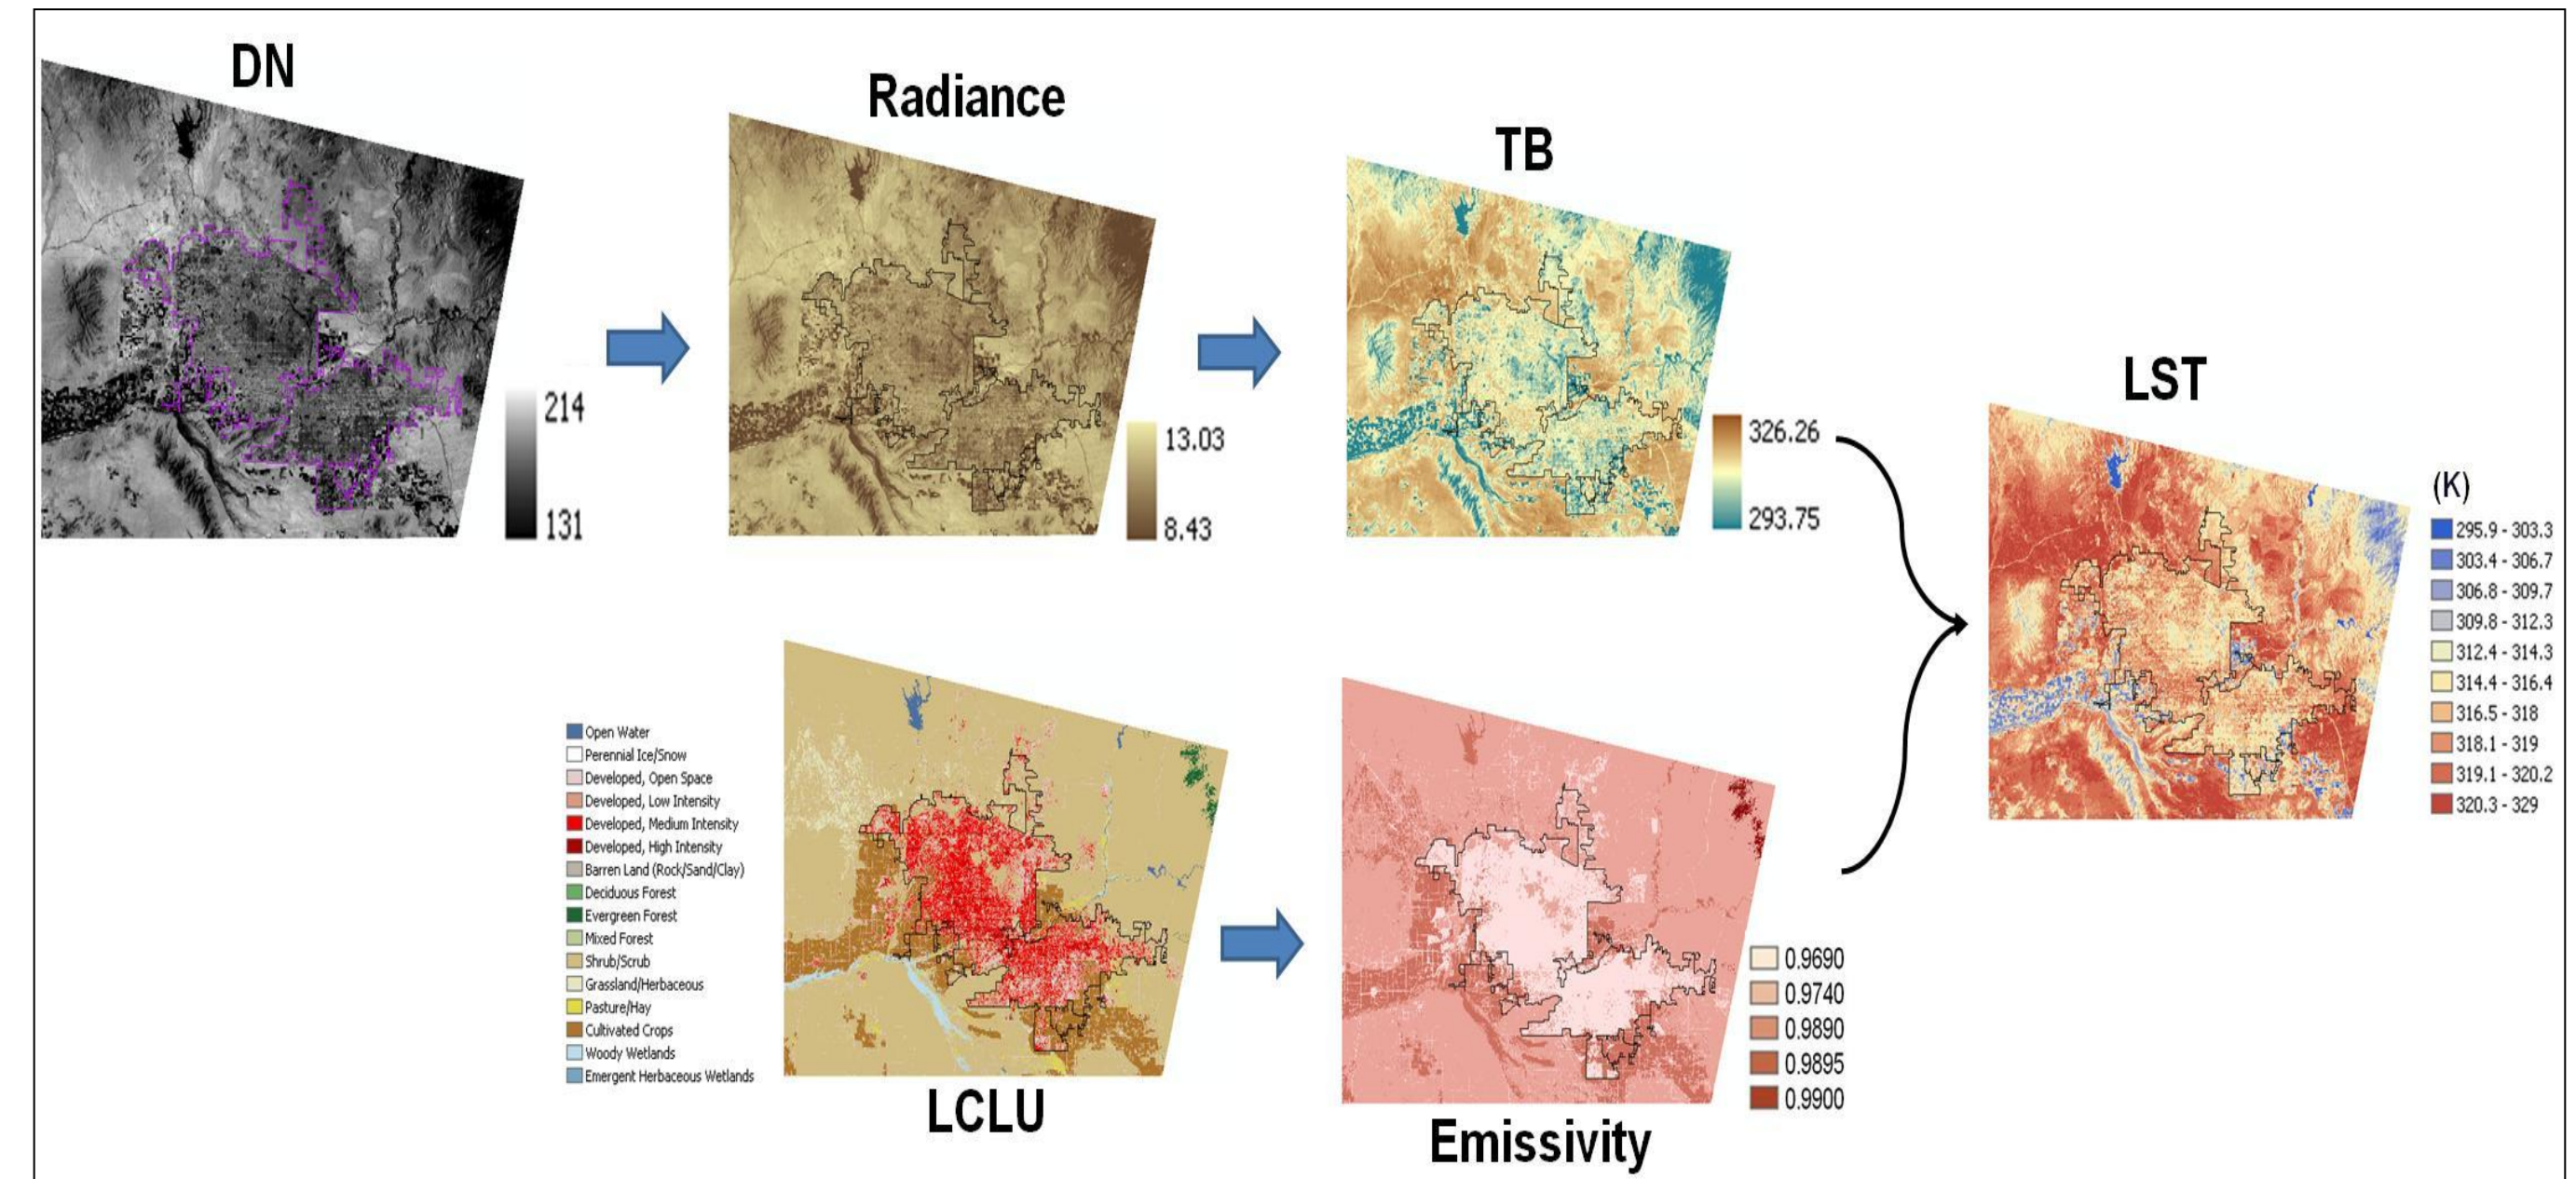 DN
214
131
Radiance
13.03
8.43
TB
326.26
293.75
LST
(K)
295.9 - 303.3
303.4 - 306.7
306.8 - 309.7
309.8 - 312.3
312.4 - 314.3
314.4 - 316.4
316.5 - 318
318.1 - 319
319.1 - 320.2
320.3 - 329
Open Water
Perennial Ice/Snow
Developed, Open Space
Developed, Low Intensity
Developed, Medium Intensity
Developed, High Intensity
Barren Land (Rock/Sand/Clay)
Deciduous Forest
Evergreen Forest
Mixed Forest
Shrub/Scrub
Grassland/Herbaceous
Pasture/Hay
Cultivated Crops
Woody Wetlands
Emergent Herbaceous Wetlands
LCLU
0.9690
0.9740
0.9890
0.9895
0.9900
Emissivity